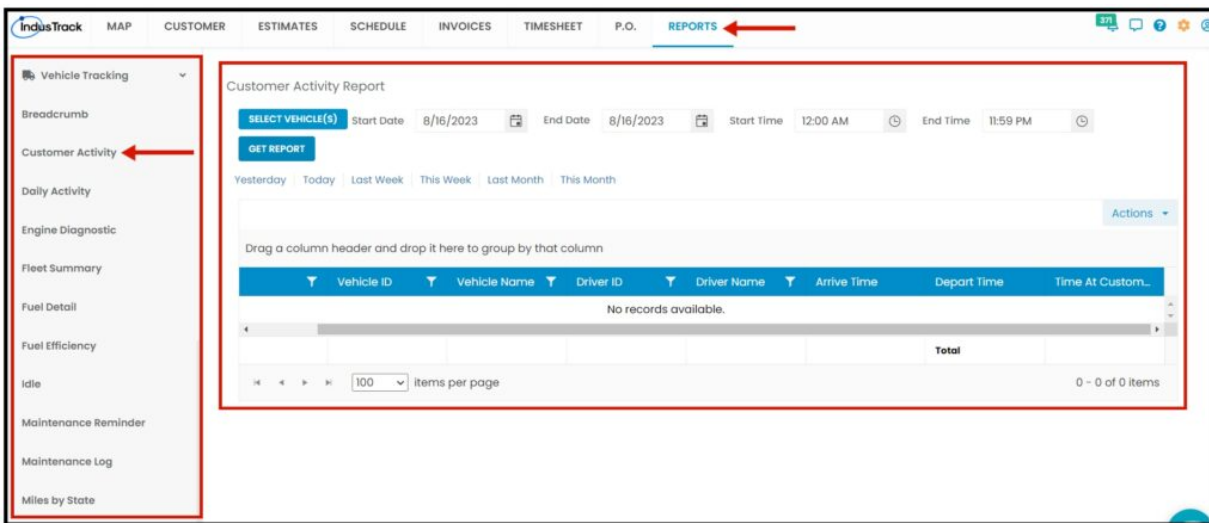 IndusTrack MAP CUSTOMER ESTIMATES SCHEDULE INVOICES TIMESHEET P.O. REPORTS 371
Vehicle Tracking
Breadcrumb
Customer Activity
Daily Activity
Engine Diagnostic
Fleet Summary
Fuel Detail
Fuel Efficiency
Idle
Maintenance Reminder
Maintenance Log
Miles by State
Customer Activity Report
SELECT VEHICLE(S) Start Date 8/16/2023 End Date 8/16/2023 Start Time 12:00 AM End Time 11:59 PM
GET REPORT
Yesterday Today Last Week This Week Last Month This Month
Actions
Drag a column header and drop it here to group by that column
Vehicle ID Vehicle Name Driver ID Driver Name Arrive Time Depart Time Time At Custom...
No records available.
Total
100 items per page 0 - 0 of 0 items